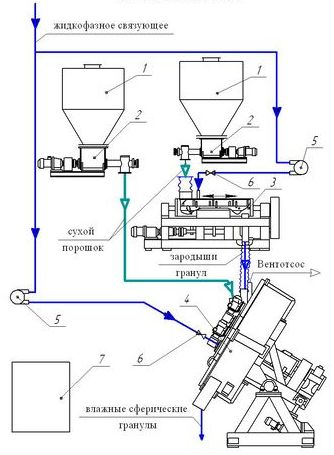 жидкофазное связующее
1
1
2
2
5
6
3
сухой
порошок
зародыши
гранул
Вентотсос
4
5
6
7
влажные сферические
гранулы